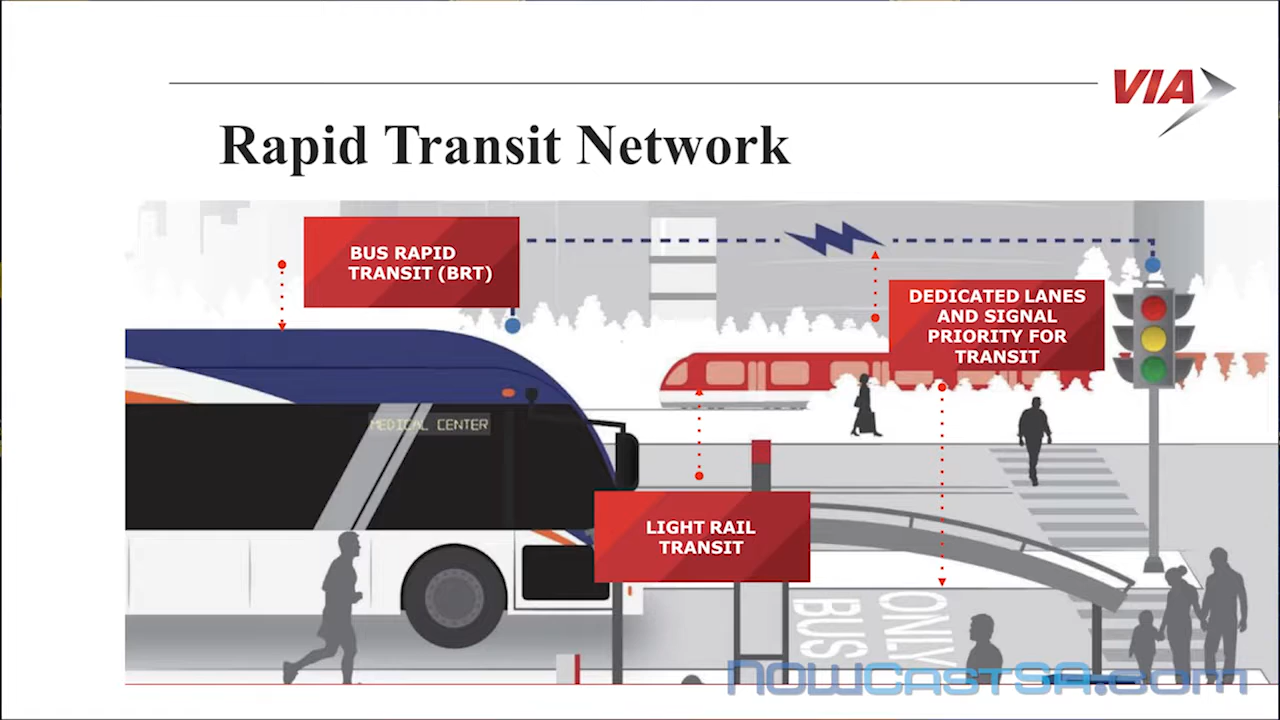 VIA
Rapid Transit Network
BUS RAPID
TRANSIT (BRT)
DEDICATED LANES
AND SIGNAL
PRIORITY FOR
TRANSIT
MEDICAL CENTER
LIGHT RAIL
TRANSIT
BUS
ONLY
NOWCastSA.com